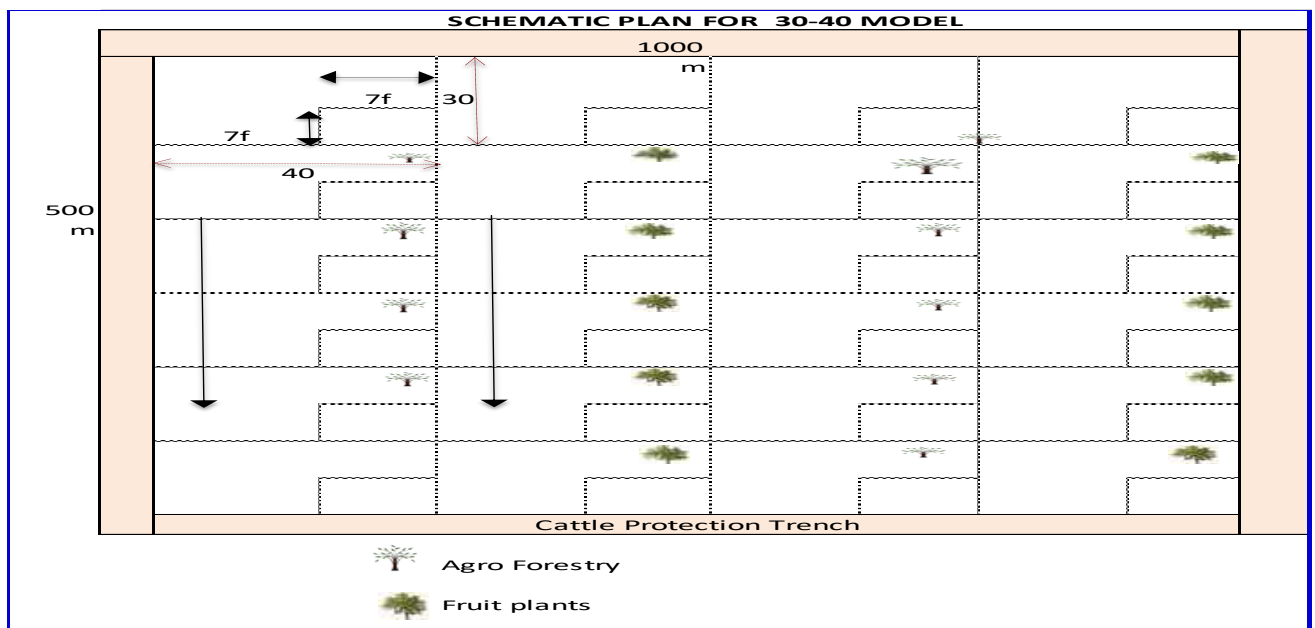 SCHEMATIC PLAN FOR 30-40 MODEL
1000
m
7f
30
7f
40
500
m
Cattle Protection Trench
Agro Forestry
Fruit plants